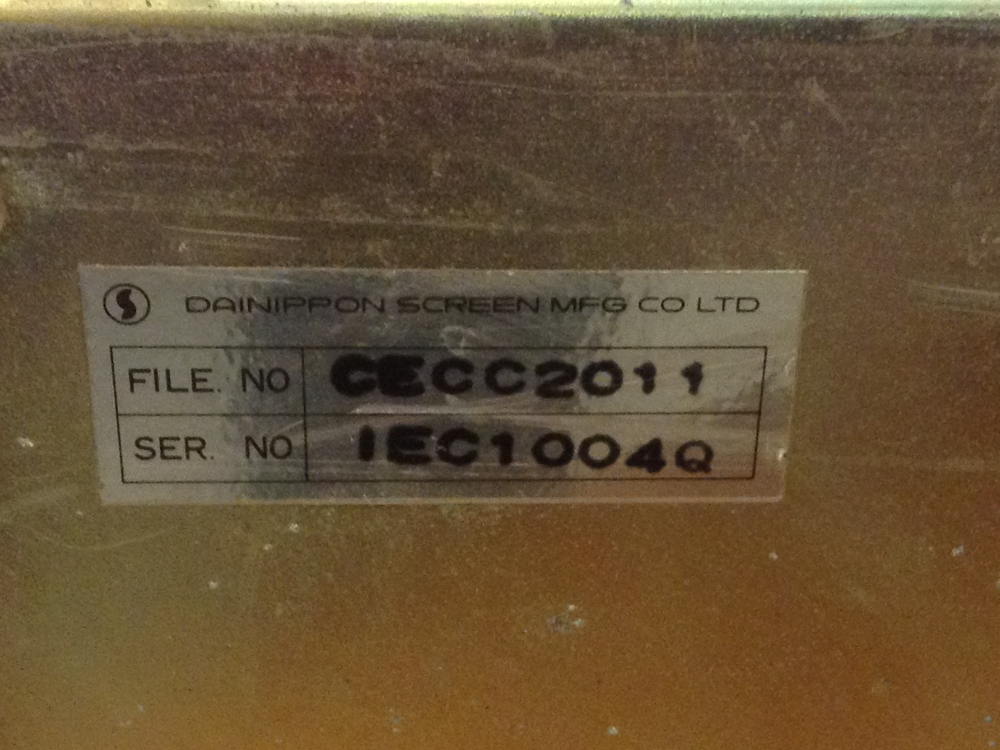 DAINIPPON SCREEN MFG CO LTD
FILE. NO CECC2011
SER. NO IEC1004Q